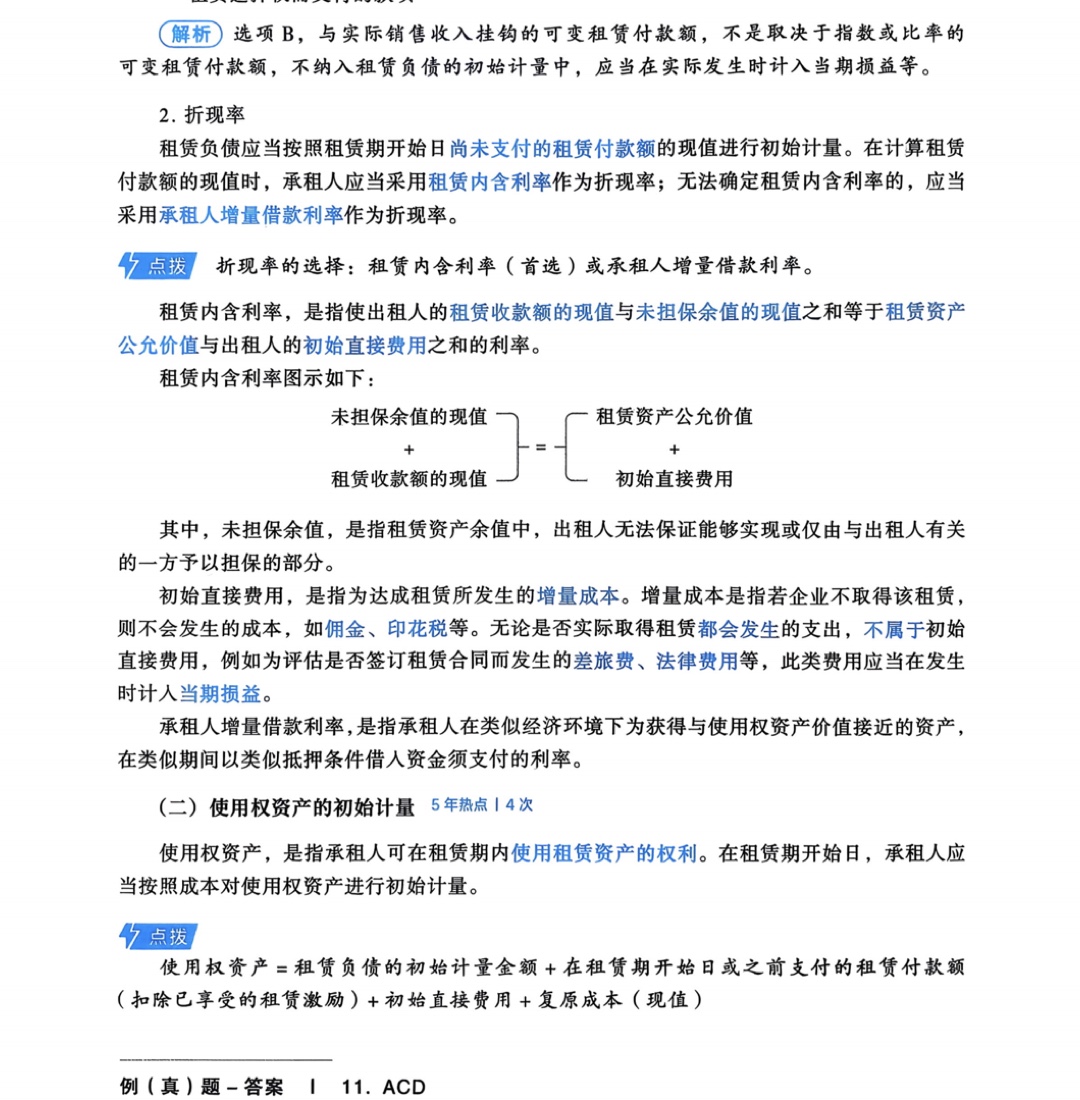 解析 选项 B，与实际销售收入挂钩的可变租赁付款额，不是取决于指数或比率的
可变租赁付款额，不纳入租赁负债的初始计量中，应当在实际发生时计入当期损益等。
2. 折现率
租赁负债应当按照租赁期开始日尚未支付的租赁付款额的现值进行初始计量。在计算租赁
付款额的现值时，承租人应当采用租赁内含利率作为折现率；无法确定租赁内含利率的，应当
采用承租人增量借款利率作为折现率。
点拨 折现率的选择：租赁内含利率（首选）或承租人增量借款利率。
租赁内含利率，是指使出租人的租赁收款额的现值与未担保余值的现值之和等于租赁资产
公允价值与出租人的初始直接费用之和的利率。
租赁内含利率图示如下：
未担保余值的现值 租赁资产公允价值
+ = +
租赁收款额的现值 初始直接费用
其中，未担保余值，是指租赁资产余值中，出租人无法保证能够实现或仅由与出租人有关
的一方予以担保的部分。
初始直接费用，是指为达成租赁所发生的增量成本。增量成本是指若企业不取得该租赁，
则不会发生的成本，如佣金、印花税等。无论是否实际取得租赁都会发生的支出，不属于初始
直接费用，例如为评估是否签订租赁合同而发生的差旅费、法律费用等，此类费用应当在发生
时计人当期损益。
承租人增量借款利率，是指承租人在类似经济环境下为获得与使用权资产价值接近的资产，
在类似期间以类似抵押条件借人资金须支付的利率。
（二）使用权资产的初始计量 5 年热点 | 4 次
使用权资产，是指承租人可在租赁期内使用租赁资产的权利。在租赁期开始日，承租人应
当按照成本对使用权资产进行初始计量。
点拨
使用权资产 = 租赁负债的初始计量金额 + 在租赁期开始日或之前支付的租赁付款额
（扣除已享受的租赁激励）+ 初始直接费用 + 复原成本（现值）
例（真）题 – 答案 | 11. ACD